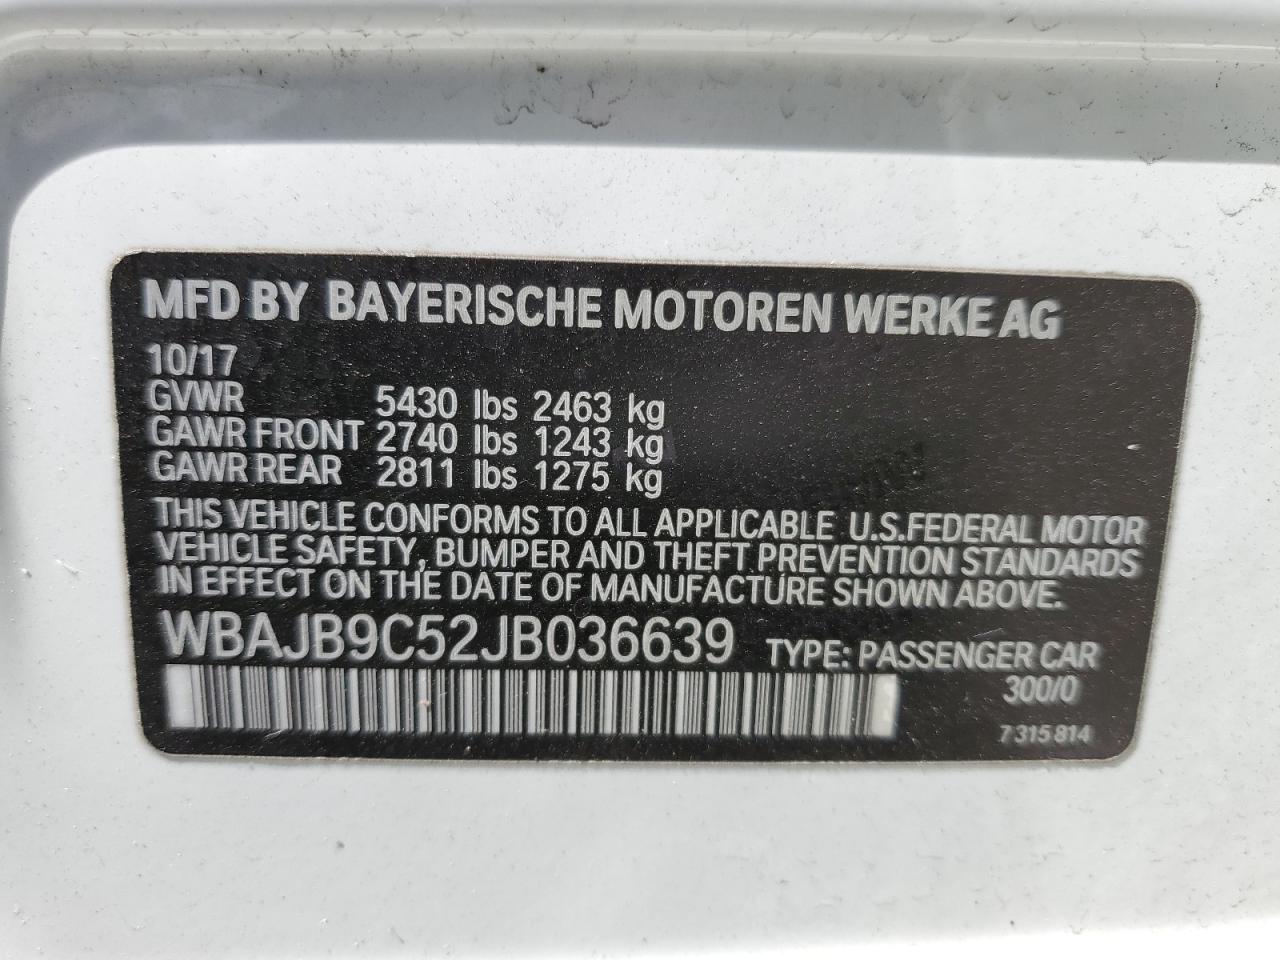 MFD BY BAYERISCHE MOTOREN WERKE AG
10/17
GVWR 5430 lbs 2463 kg
GAWR FRONT 2740 lbs 1243 kg
GAWR REAR 2811 lbs 1275 kg
THIS VEHICLE CONFORMS TO ALL APPLICABLE U.S.FEDERAL MOTOR
VEHICLE SAFETY, BUMPER AND THEFT PREVENTION STANDARDS
IN EFFECT ON THE DATE OF MANUFACTURE SHOWN ABOVE.
WBAJB9C52JB036639 TYPE: PASSENGER CAR
300/0
7 315 814